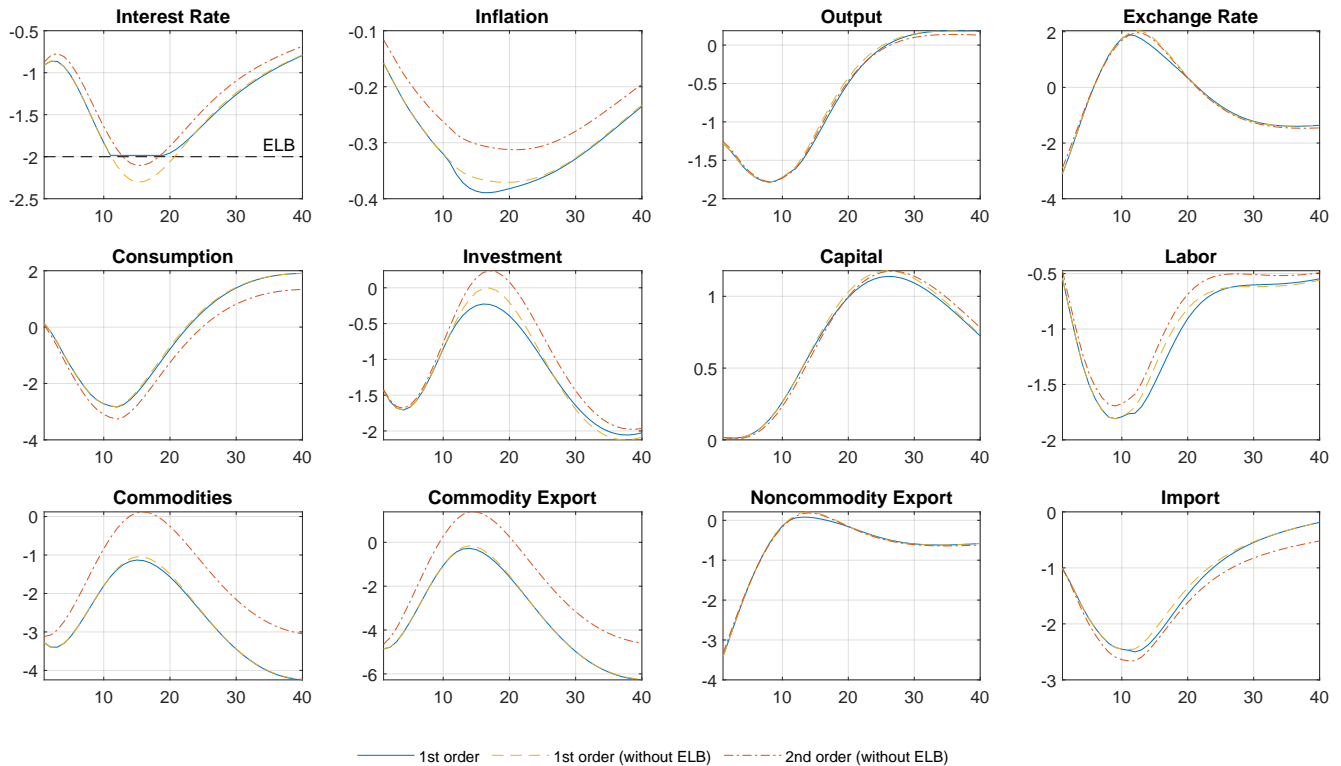 Interest Rate
-0.5
-1
-1.5
-2
-2.5
ELB
10 20 30 40
Inflation
-0.1
-0.2
-0.3
-0.4
10 20 30 40
Output
0
-0.5
-1
-1.5
-2
10 20 30 40
Exchange Rate
2
0
-2
-4
10 20 30 40
Consumption
2
0
-2
-4
10 20 30 40
Investment
0
-0.5
-1
-1.5
-2
10 20 30 40
Capital
1
0.5
0
10 20 30 40
Labor
-0.5
-1
-1.5
-2
10 20 30 40
Commodities
0
-1
-2
-3
-4
10 20 30 40
Commodity Export
0
-2
-4
-6
10 20 30 40
Noncommodity Export
0
-1
-2
-3
-4
10 20 30 40
Import
0
-1
-2
-3
10 20 30 40
1st order 1st order (without ELB) 2nd order (without ELB)